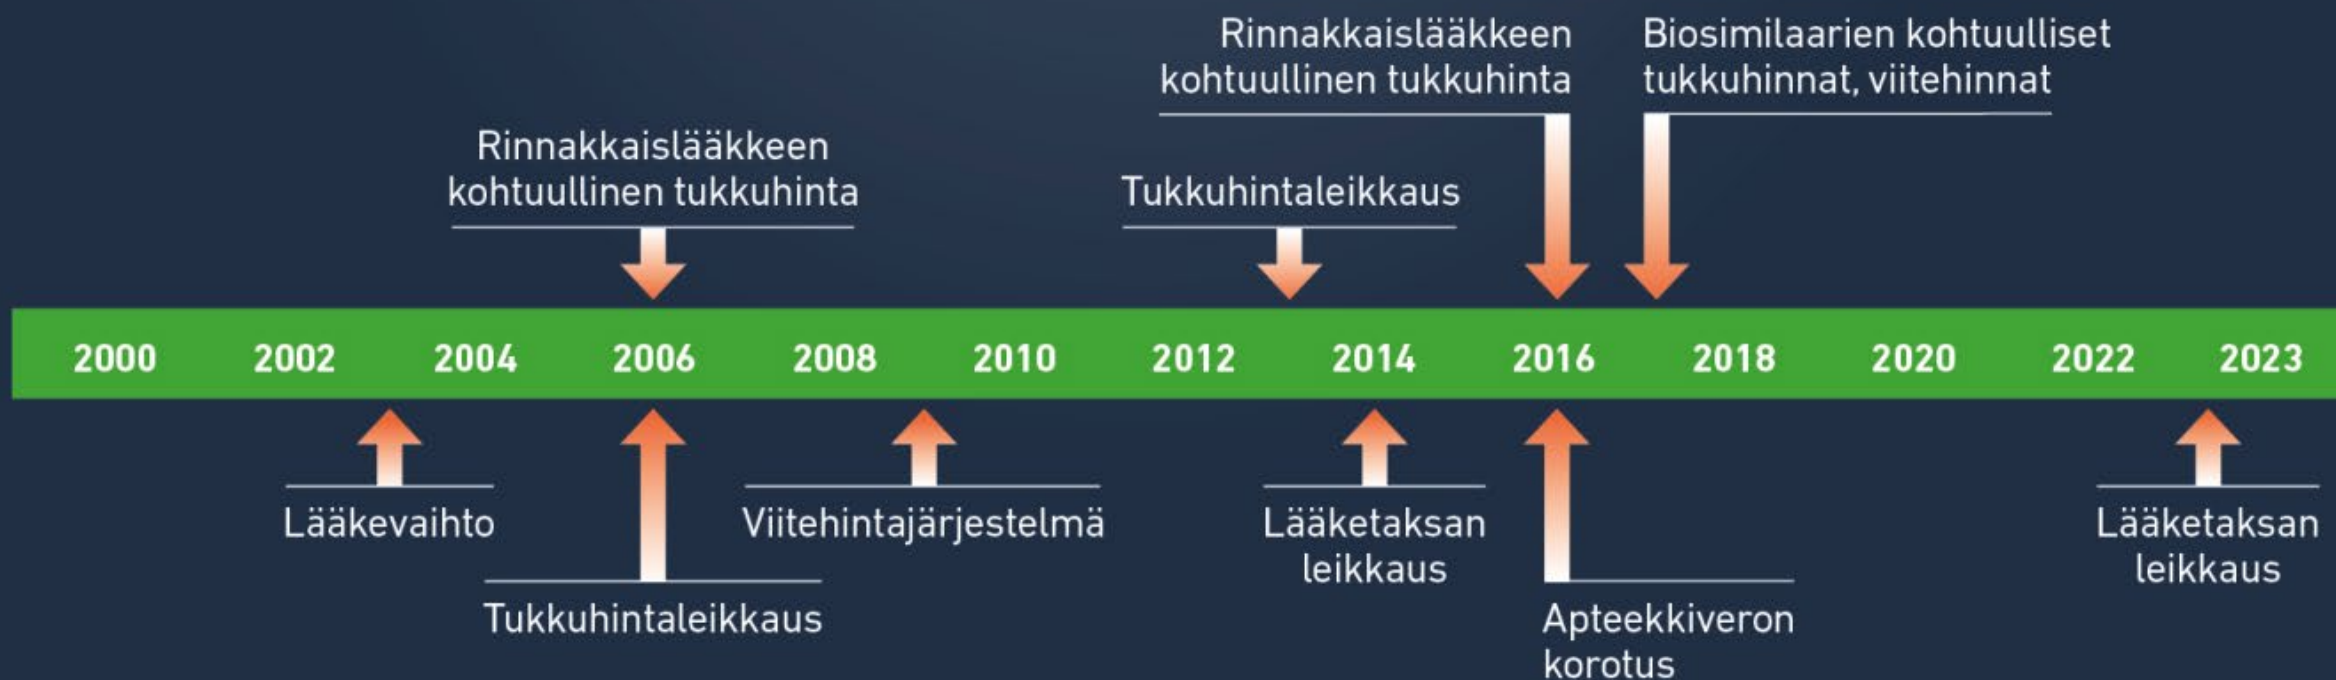 Rinnakkaislääkkeen
kohtuullinen tukkuhinta
Biosimilaarien kohtuulliset
tukkuhinnat, viitehinnat
Rinnakkaislääkkeen
kohtuullinen tukkuhinta
Tukkuhintaleikkaus
2000 2002 2004 2006 2008 2010 2012 2014 2016 2018 2020 2022 2023
Lääkevaihto
Viitehintajärjestelmä
Lääketaksan
leikkaus
Lääketaksan
leikkaus
Tukkuhintaleikkaus
Apteekkiveron
korotus